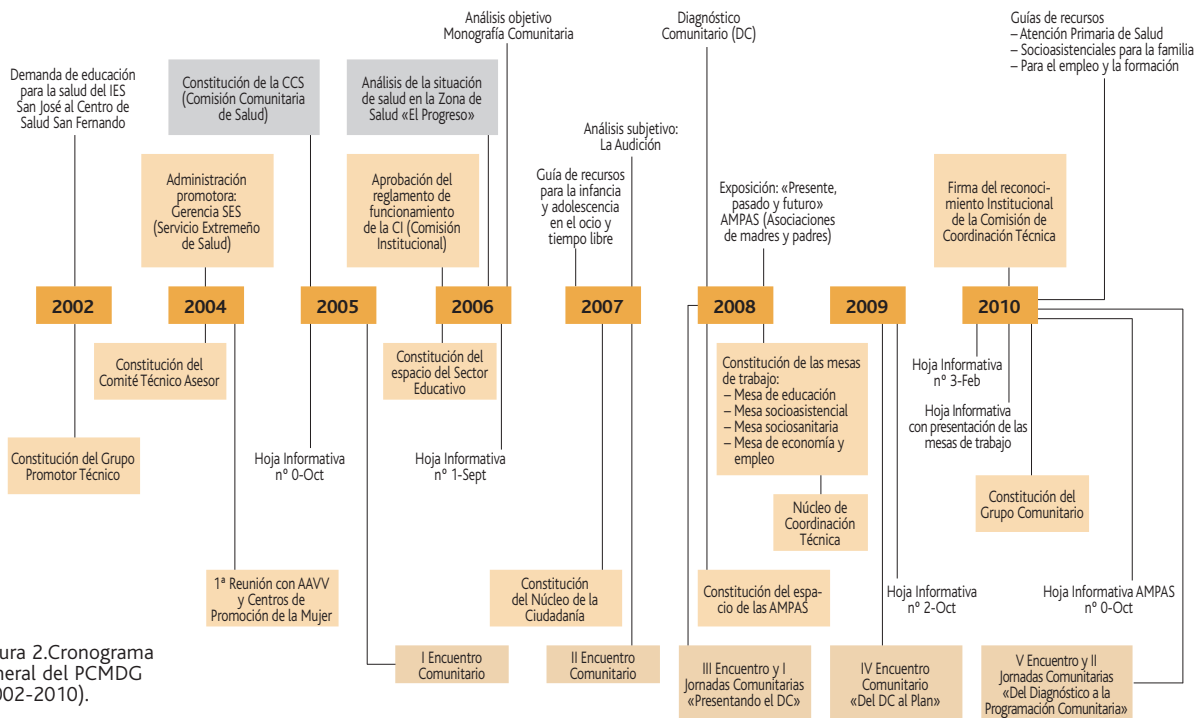 Análisis objetivo
Monografía Comunitaria
Diagnóstico
Comunitario (DC)
Guías de recursos
– Atención Primaria de Salud
– Socioasistenciales para la familia
– Para el empleo y la formación
Demanda de educación
para la salud del IES
San José al Centro de
Salud San Fernando
Constitución de la CCS
(Comisión Comunitaria
de Salud)
Análisis de la situación
de salud en la Zona de
Salud «El Progreso»
Análisis subjetivo:
La Audición
Administración
promotora:
Gerencia SES
(Servicio Extremeño
de Salud)
Aprobación del
reglamento de
funcionamiento
de la CI (Comisión
Institucional)
Guía de recursos
para la infancia
y adolescencia
en el ocio y
tiempo libre
Exposición: «Presente,
pasado y futuro»
AMPAS (Asociaciones
de madres y padres)
Firma del reconoci-
miento Institucional
de la Comisión de
Coordinación Técnica
2002
2004
2005
2006
2007
2008
2009
2010
Constitución del
Comité Técnico Asesor
Constitución del
espacio del Sector
Educativo
Constitución de las mesas
de trabajo:
– Mesa de educación
– Mesa socioasistencial
– Mesa sociosanitaria
– Mesa de economía y
empleo
Hoja Informativa
nº 3-Feb
Hoja Informativa
con presentación de las
mesas de trabajo
Constitución del Grupo
Promotor Técnico
Hoja Informativa
nº 0-Oct
Hoja Informativa
nº 1-Sept
Núcleo de
Coordinación
Técnica
Constitución del
Grupo Comunitario
1ª Reunión con AAVV
y Centros de
Promoción de la Mujer
Constitución
del Núcleo de la
Ciudadanía
Constitución del espa-
cio de las AMPAS
Hoja Informativa
nº 2-Oct
Hoja Informativa AMPAS
nº 0-Oct
I Encuentro
Comunitario
II Encuentro
Comunitario
III Encuentro y I
Jornadas Comunitarias
«Presentando el DC»
IV Encuentro
Comunitario
«Del DC al Plan»
V Encuentro y II
Jornadas Comunitarias
«Del Diagnóstico a la
Programación Comunitaria»
ura 2.Cronograma
neral del PCMDG
002-2010).